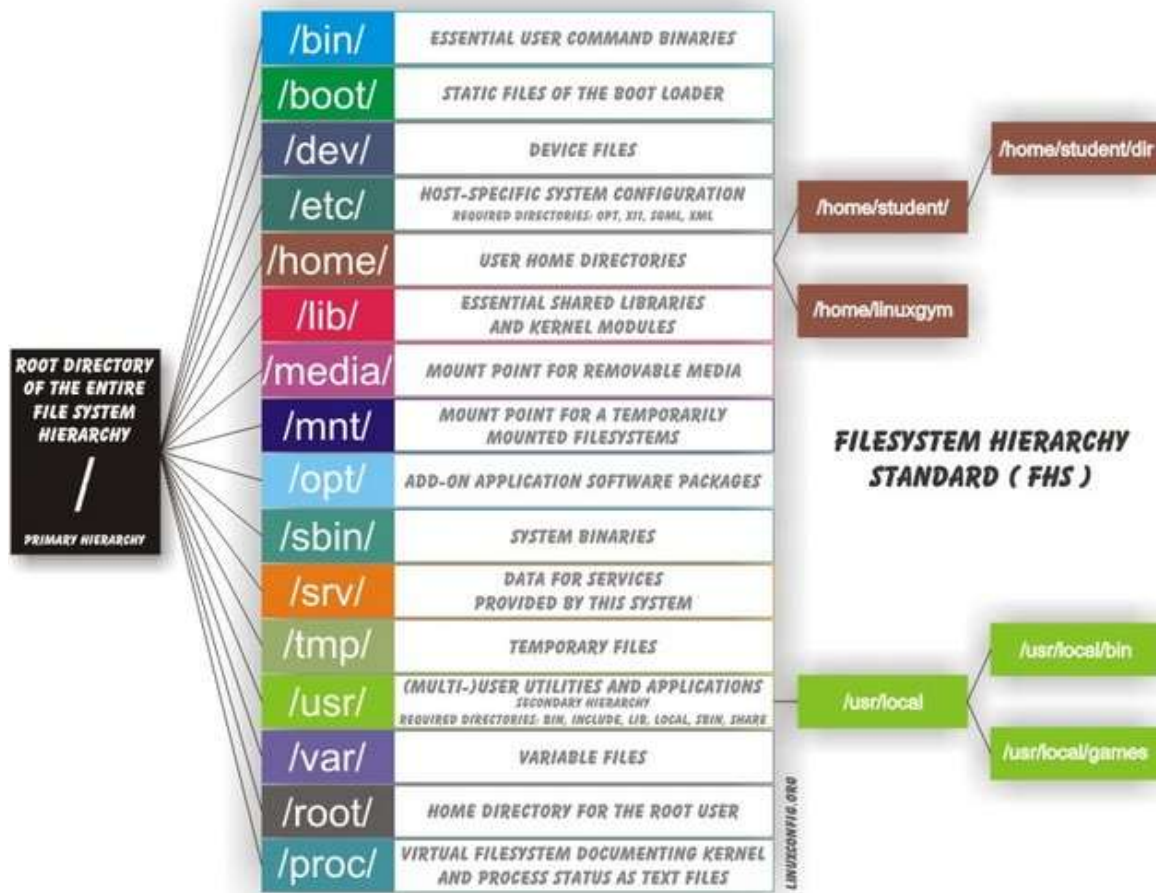 ROOT DIRECTORY
OF THE ENTIRE
FILE SYSTEM
HIERARCHY
/
PRIMARY HIERARCHY
/bin/
ESSENTIAL USER COMMAND BINARIES
/boot/
STATIC FILES OF THE BOOT LOADER
/dev/
DEVICE FILES
/etc/
HOST-SPECIFIC SYSTEM CONFIGURATION
REQUIRED DIRECTORIES: OPT, XII, SGML, XML
/home/
USER HOME DIRECTORIES
/lib/
ESSENTIAL SHARED LIBRARIES
AND KERNEL MODULES
/media/
MOUNT POINT FOR REMOVABLE MEDIA
/mnt/
MOUNT POINT FOR A TEMPORARILY
MOUNTED FILESYSTEMS
/opt/
ADD-ON APPLICATION SOFTWARE PACKAGES
/sbin/
SYSTEM BINARIES
/srv/
DATA FOR SERVICES
PROVIDED BY THIS SYSTEM
/tmp/
TEMPORARY FILES
/usr/
(MULTI-)USER UTILITIES AND APPLICATIONS
SECONDARY HIERARCHY
REQUIRED DIRECTORIES: BIN, INCLUDE, LIB, LOCAL, SBIN, SHARE
/var/
VARIABLE FILES
/root/
HOME DIRECTORY FOR THE ROOT USER
/proc/
VIRTUAL FILESYSTEM DOCUMENTING KERNEL
AND PROCESS STATUS AS TEXT FILES
/home/student/
/home/student/dir
/home/linuxgym
FILESYSTEM HIERARCHY
STANDARD ( FHS )
/usr/local
/usr/local/bin
/usr/local/games
LINUXCONFIG.ORG